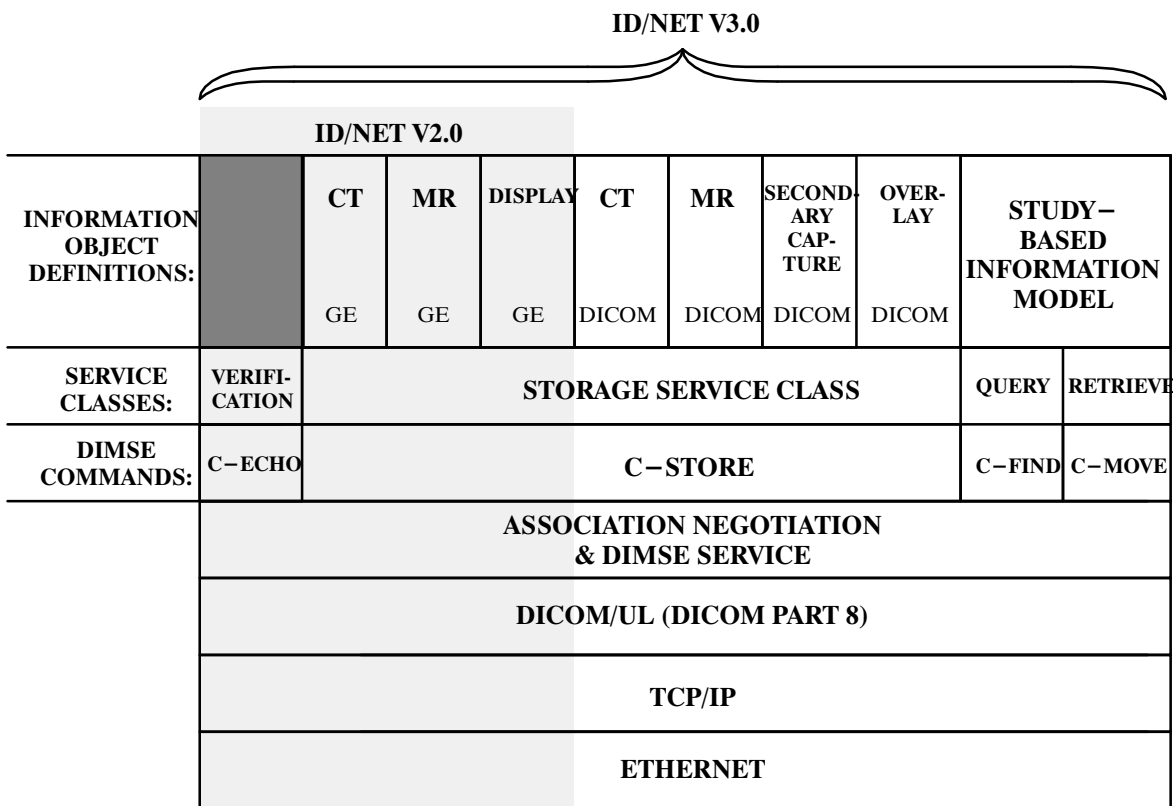 ID/NET V3.0
ID/NET V2.0
INFORMATION
OBJECT
DEFINITIONS:
CT
GE
MR
GE
DISPLAY
GE
CT
DICOM
MR
DICOM
SECOND-
ARY
CAP-
TURE
DICOM
OVER-
LAY
DICOM
STUDY−
BASED
INFORMATION
MODEL
SERVICE
CLASSES:
VERIFI-
CATION
STORAGE SERVICE CLASS
QUERY
RETRIEVE
DIMSE
COMMANDS:
C−ECHO
C−STORE
C−FIND
C−MOVE
ASSOCIATION NEGOTIATION
& DIMSE SERVICE
DICOM/UL (DICOM PART 8)
TCP/IP
ETHERNET